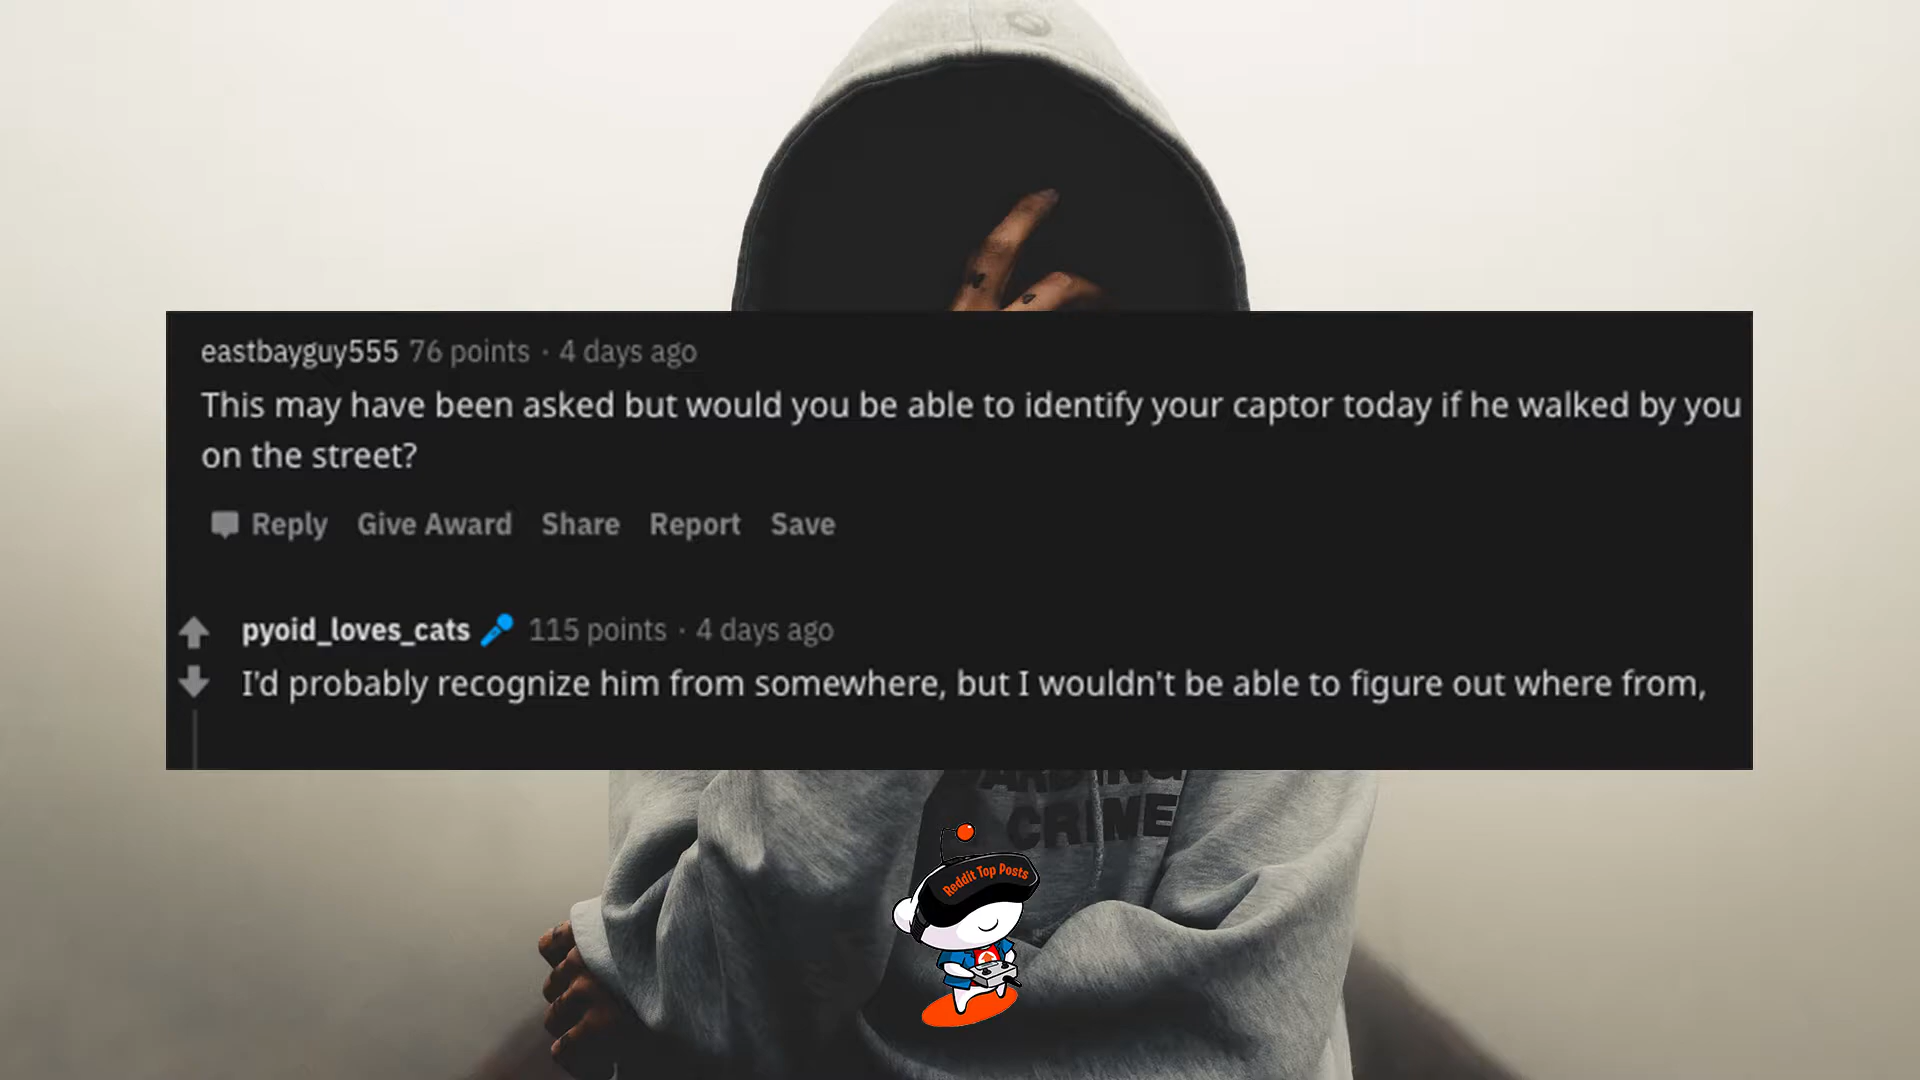 eastbayguy555 76 points · 4 days ago
This may have been asked but would you be able to identify your captor today if he walked by you
on the street?
Reply Give Award Share Report Save
pyoid_loves_cats 115 points · 4 days ago
I'd probably recognize him from somewhere, but I wouldn't be able to figure out where from,
CRIME
Reddit Top Posts